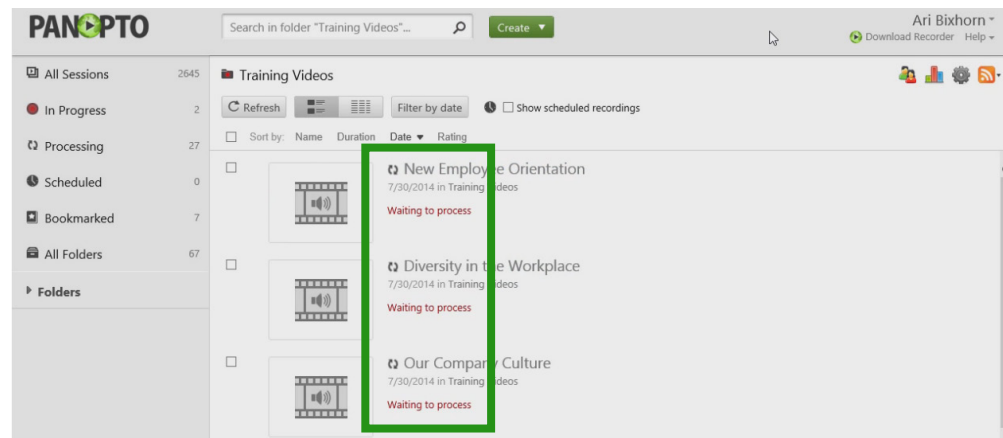 PANOPTO
Search in folder "Training Videos"...
Create
Ari Bixhorn
Download Recorder Help
All Sessions 2645
In Progress 2
Processing 27
Scheduled 0
Bookmarked 7
All Folders 67
Folders
Training Videos
Refresh Filter by date Show scheduled recordings
Sort by: Name Duration Date Rating
New Employee Orientation
7/30/2014 in Training Videos
Waiting to process
Diversity in the Workplace
7/30/2014 in Training Videos
Waiting to process
Our Company Culture
7/30/2014 in Training Videos
Waiting to process